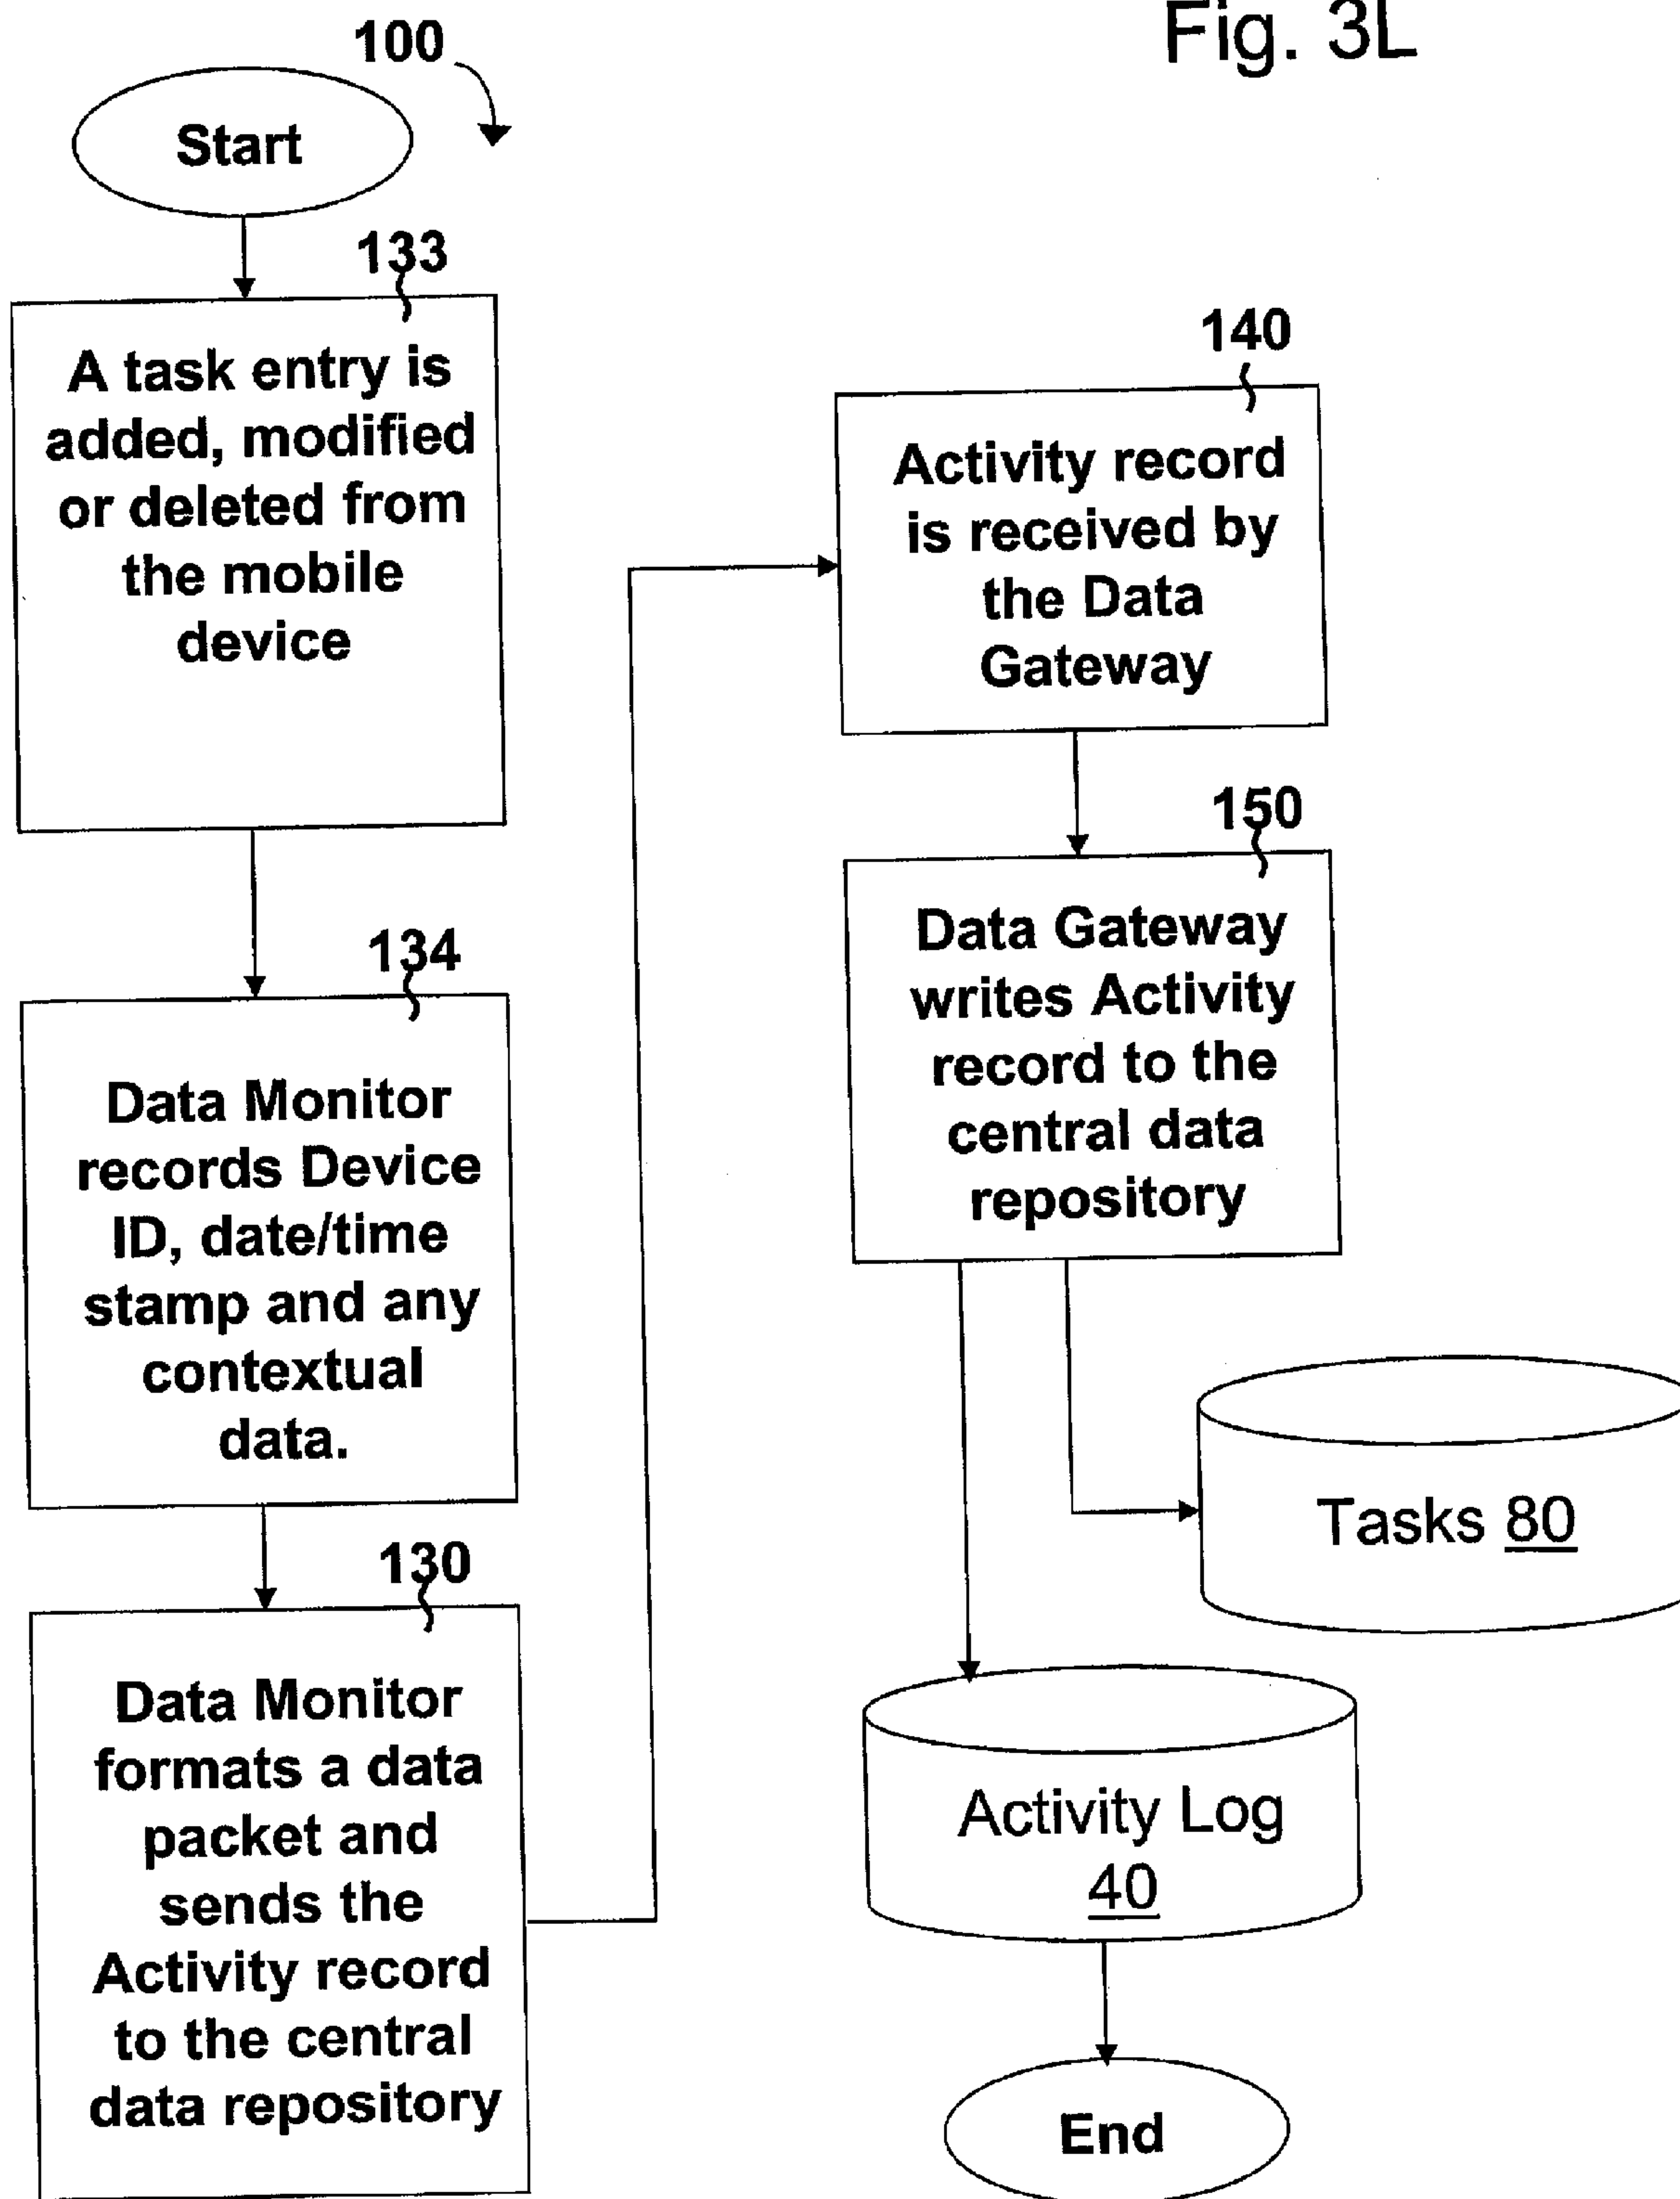 Fig. 3L
100
Start
133
A task entry is
added, modified
or deleted from
the mobile
device
134
Data Monitor
records Device
ID, date/time
stamp and any
contextual
data.
130
Data Monitor
formats a data
packet and
sends the
Activity record
to the central
data repository
140
Activity record
is received by
the Data
Gateway
150
Data Gateway
writes Activity
record to the
central data
repository
Tasks 80
Activity Log
40
End